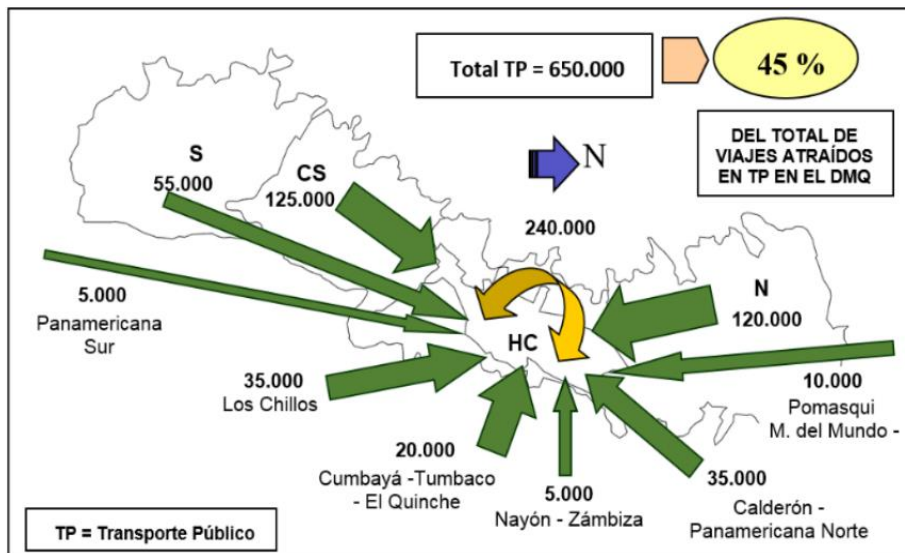 Total TP = 650.000
45 %
DEL TOTAL DE
VIAJES ATRAÍDOS
EN TP EN EL DMQ
N
S
55.000
CS
125.000
240.000
N
120.000
HC
5.000
Panamericana
Sur
35.000
Los Chillos
20.000
Cumbayá -Tumbaco
- El Quinche
5.000
Nayón - Zámbiza
10.000
Pomasqui
M. del Mundo -
35.000
Calderón -
Panamericana Norte
TP = Transporte Público